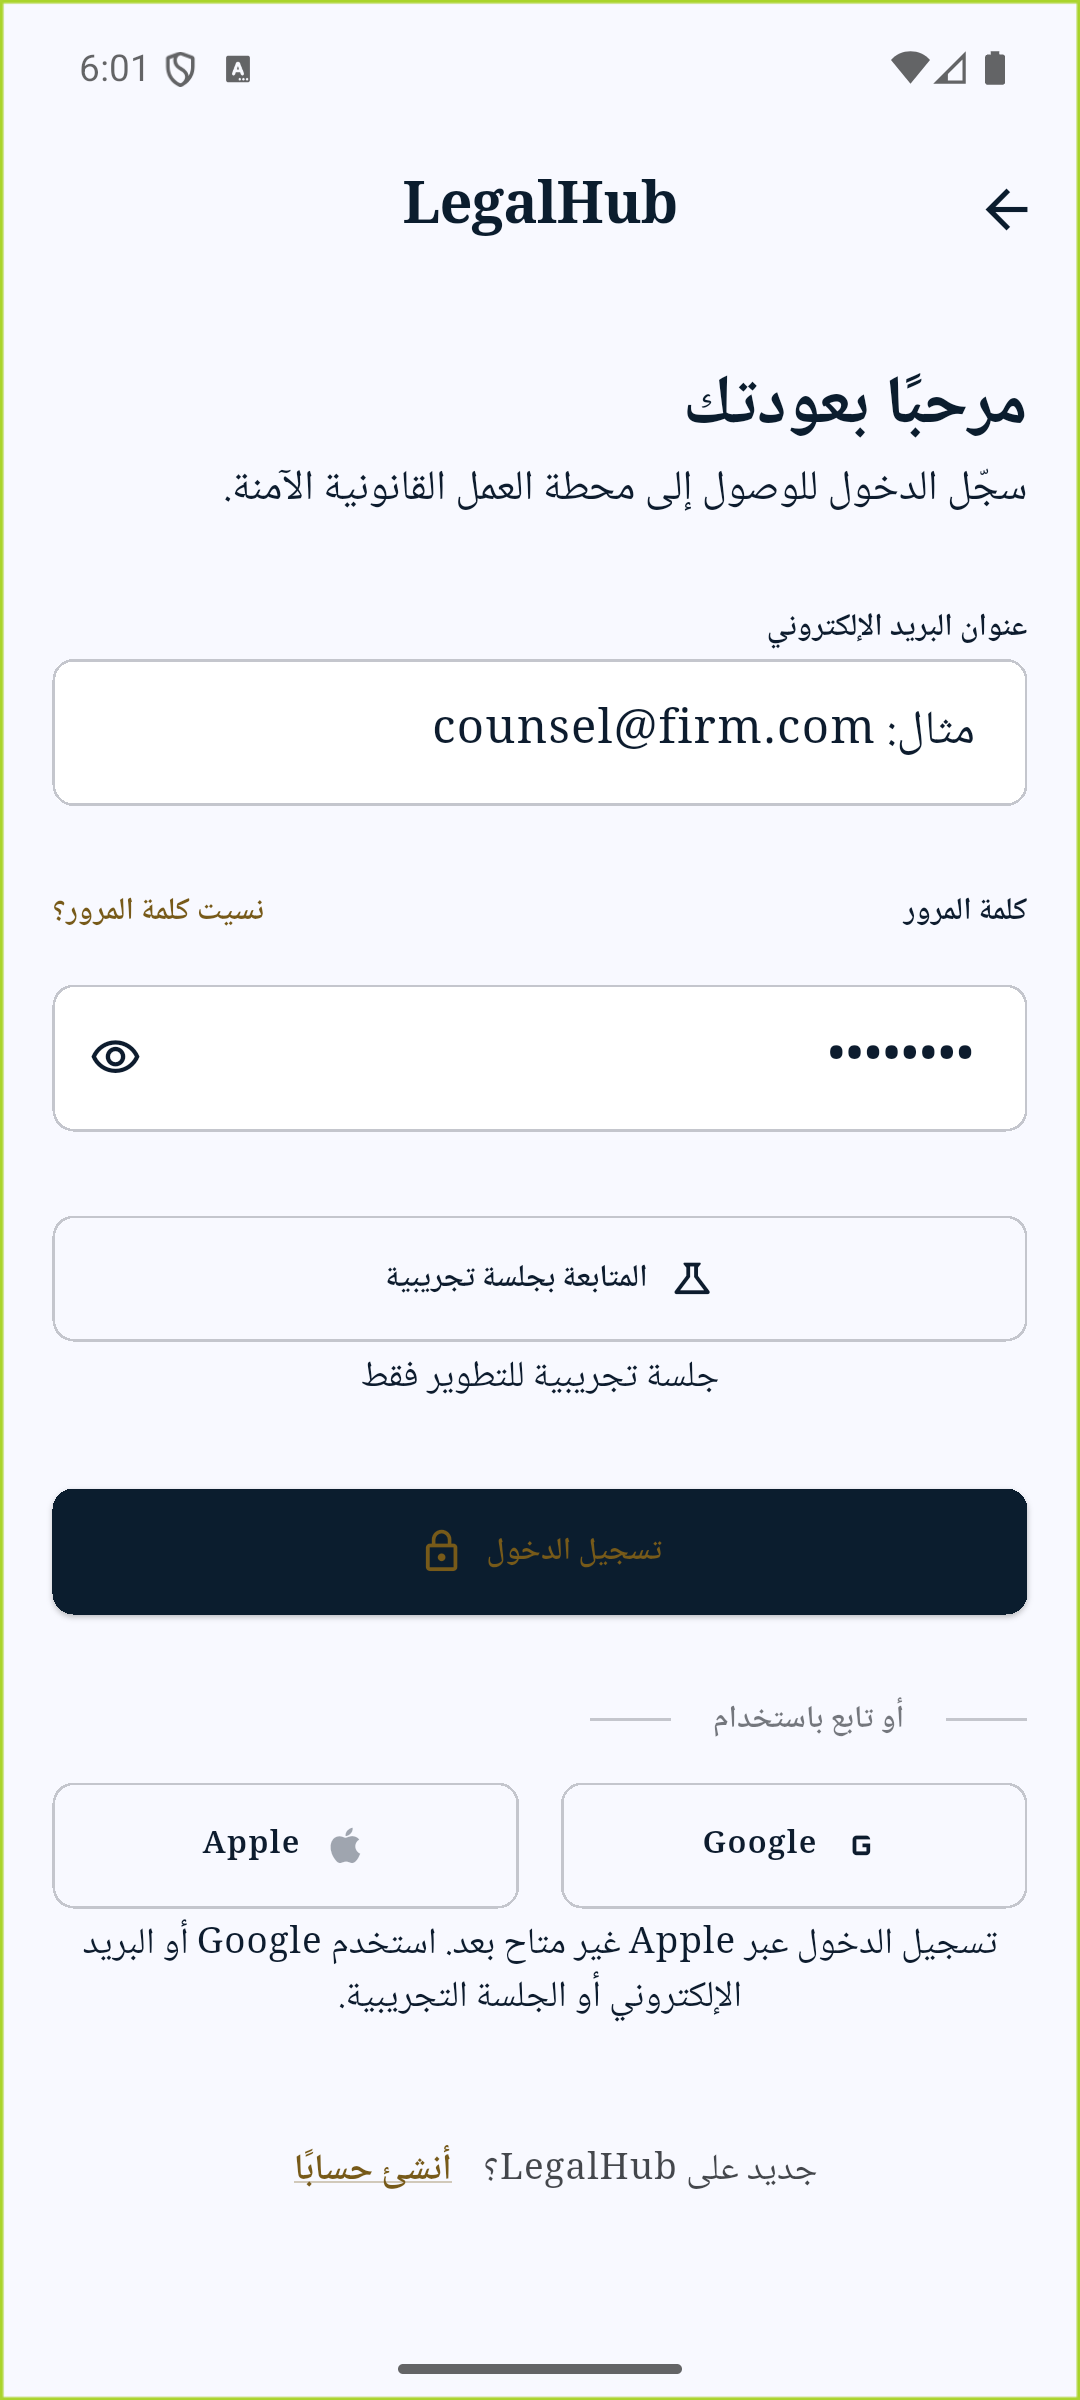 6:01
LegalHub
مرحبًا بعودتك
سجّل الدخول للوصول إلى محطة العمل القانونية الآمنة.
عنوان البريد الإلكتروني
مثال: counsel@firm.com
كلمة المرور
نسيت كلمة المرور؟
••••••••
المتابعة بجلسة تجريبية
جلسة تجريبية للتطوير فقط
تسجيل الدخول
أو تابع باستخدام
Google
Apple
تسجيل الدخول عبر Apple غير متاح بعد. استخدم Google أو البريد
الإلكتروني أو الجلسة التجريبية.
جديد على LegalHub؟ أنشئ حسابًا